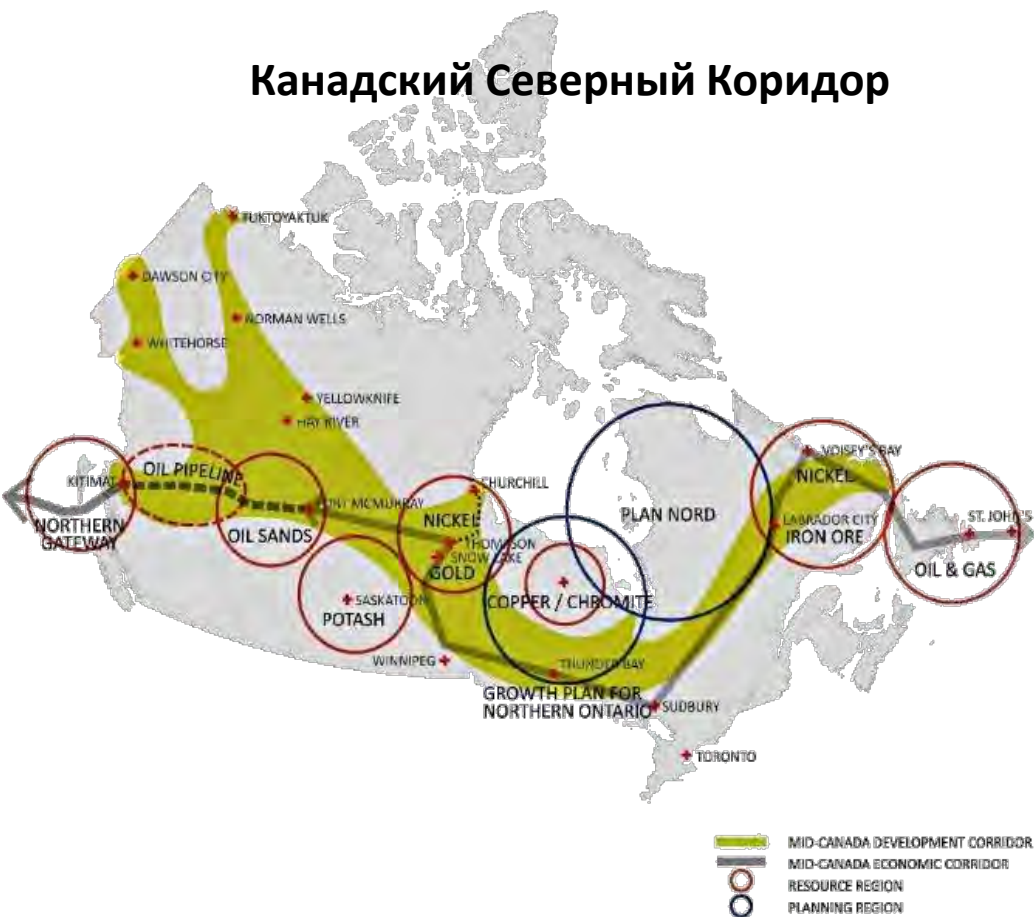 Канадский Северный Коридор
TUKTOYAKTUK
DAWSON CITY
NORMAN WELLS
WHITEHORSE
YELLOWKNIFE
HAY RIVER
VOISEY'S BAY
OIL PIPELINE
NICKEL
KITIMAT
CHURCHILL
FORT MCMURRAY
PLAN NORD
ST. JOHN'S
NORTHERN
GATEWAY
OIL SANDS
NICKEL
LABRADOR CITY
IRON ORE
THOMPSON
SNOW LAKE
GOLD
OIL & GAS
SASKATOON
POTASH
COPPER / CHROMITE
WINNIPEG
THUNDER BAY
GROWTH PLAN FOR
NORTHERN ONTARIO
SUDBURY
TORONTO
MID-CANADA DEVELOPMENT CORRIDOR
MID-CANADA ECONOMIC CORRIDOR
RESOURCE REGION
PLANNING REGION